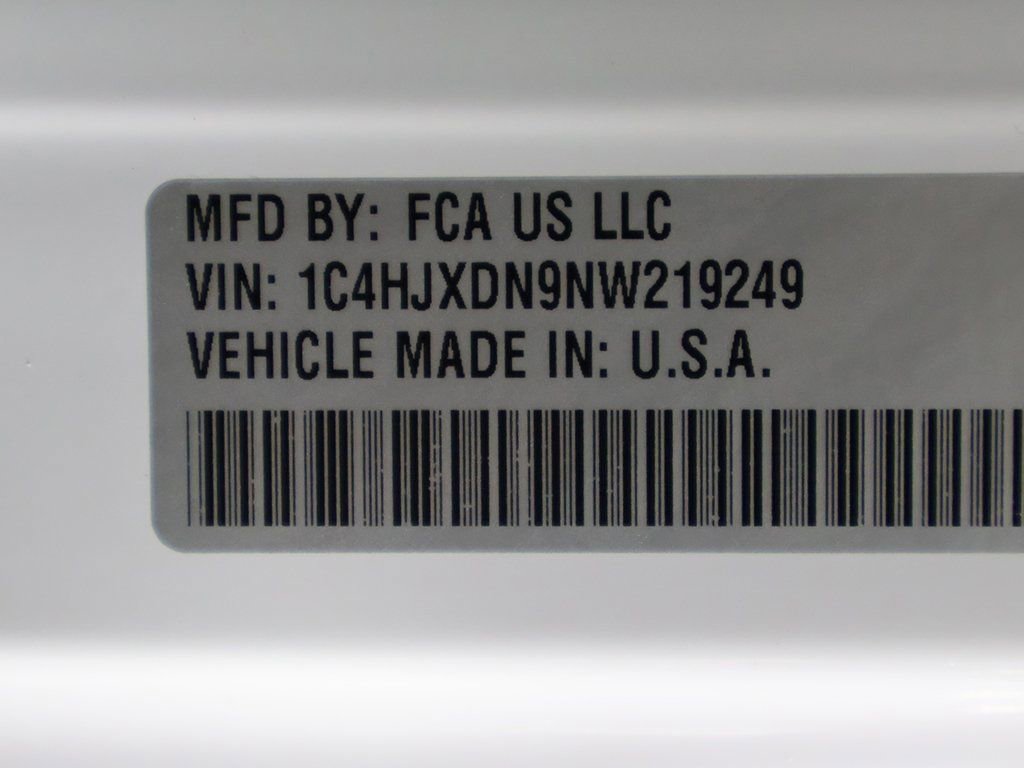 MFD BY: FCA US LLC
VIN: 1C4HJXDN9NW219249
VEHICLE MADE IN: U.S.A.